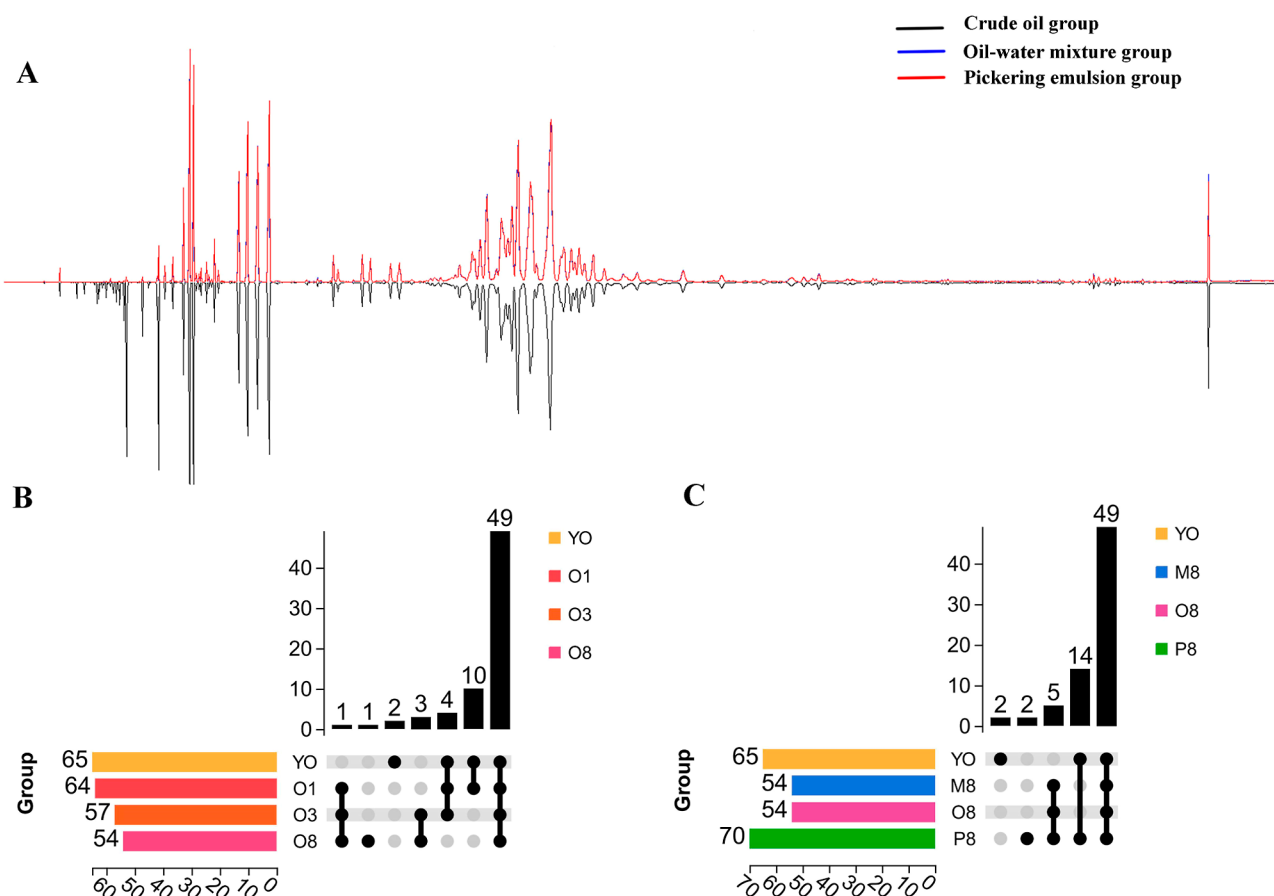 Crude oil group
Oil-water mixture group
Pickering emulsion group
A
B
49
40
30
20
10
0
1 1 2 3 4 10
YO
O1
O3
O8
Group
65 YO
64 O1
57 O3
54 O8
60 50 40 30 20 10 0
C
49
40
30
20
10
0
2 2 5 14
YO
M8
O8
P8
Group
65 YO
54 M8
54 O8
70 P8
70 60 50 40 30 20 10 0